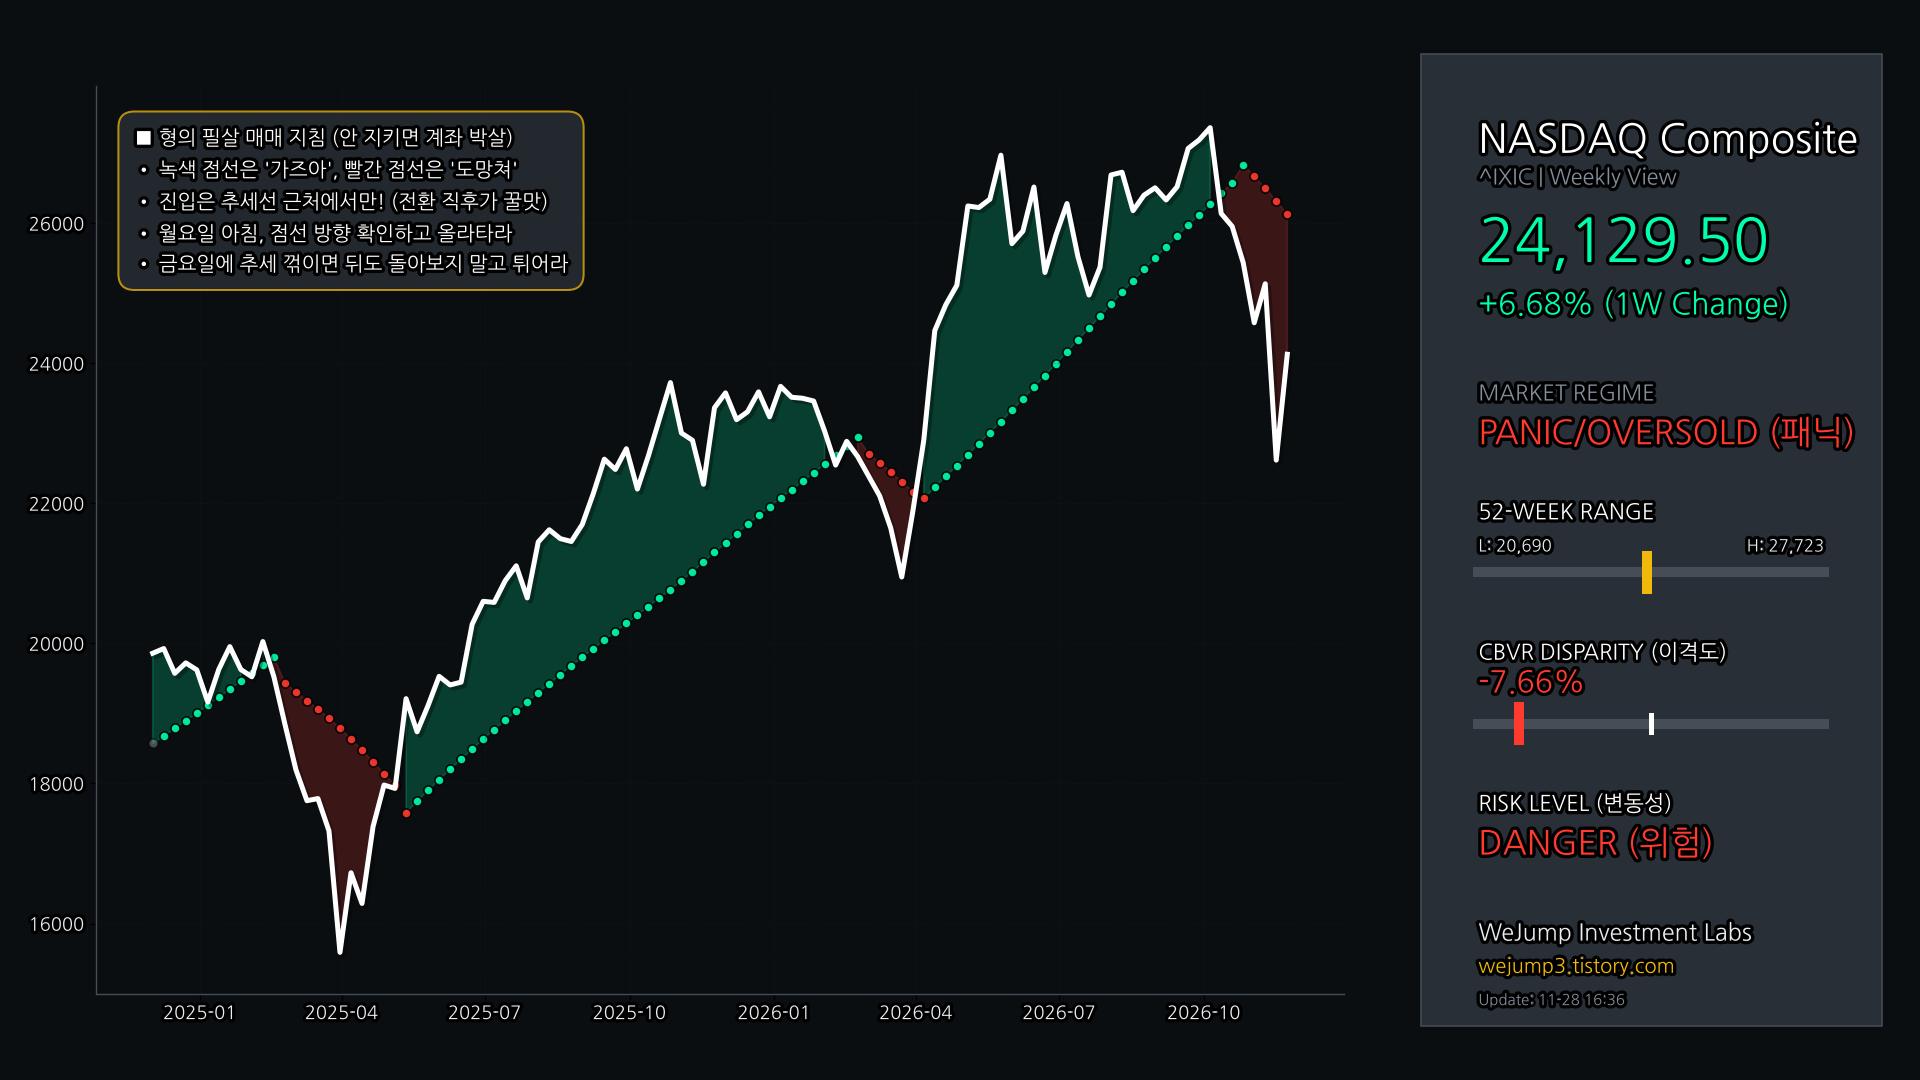 ■ 형의 필살 매매 지침 (안 지키면 계좌 박살)
• 녹색 점선은 '가즈아', 빨간 점선은 '도망쳐'
• 진입은 추세선 근처에서만! (전환 직후가 꿀맛)
• 월요일 아침, 점선 방향 확인하고 올라타라
• 금요일에 추세 꺾이면 뒤도 돌아보지 말고 튀어라
26000
24000
22000
20000
18000
16000
2025-01 2025-04 2025-07 2025-10 2026-01 2026-04 2026-07 2026-10
NASDAQ Composite
^IXIC | Weekly View
24,129.50
+6.68% (1W Change)
MARKET REGIME
PANIC/OVERSOLD (패닉)
52-WEEK RANGE
L: 20,690 H: 27,723
CBVR DISPARITY (이격도)
-7.66%
RISK LEVEL (변동성)
DANGER (위험)
WeJump Investment Labs
wejump3.tistory.com
Update: 11-28 16:36